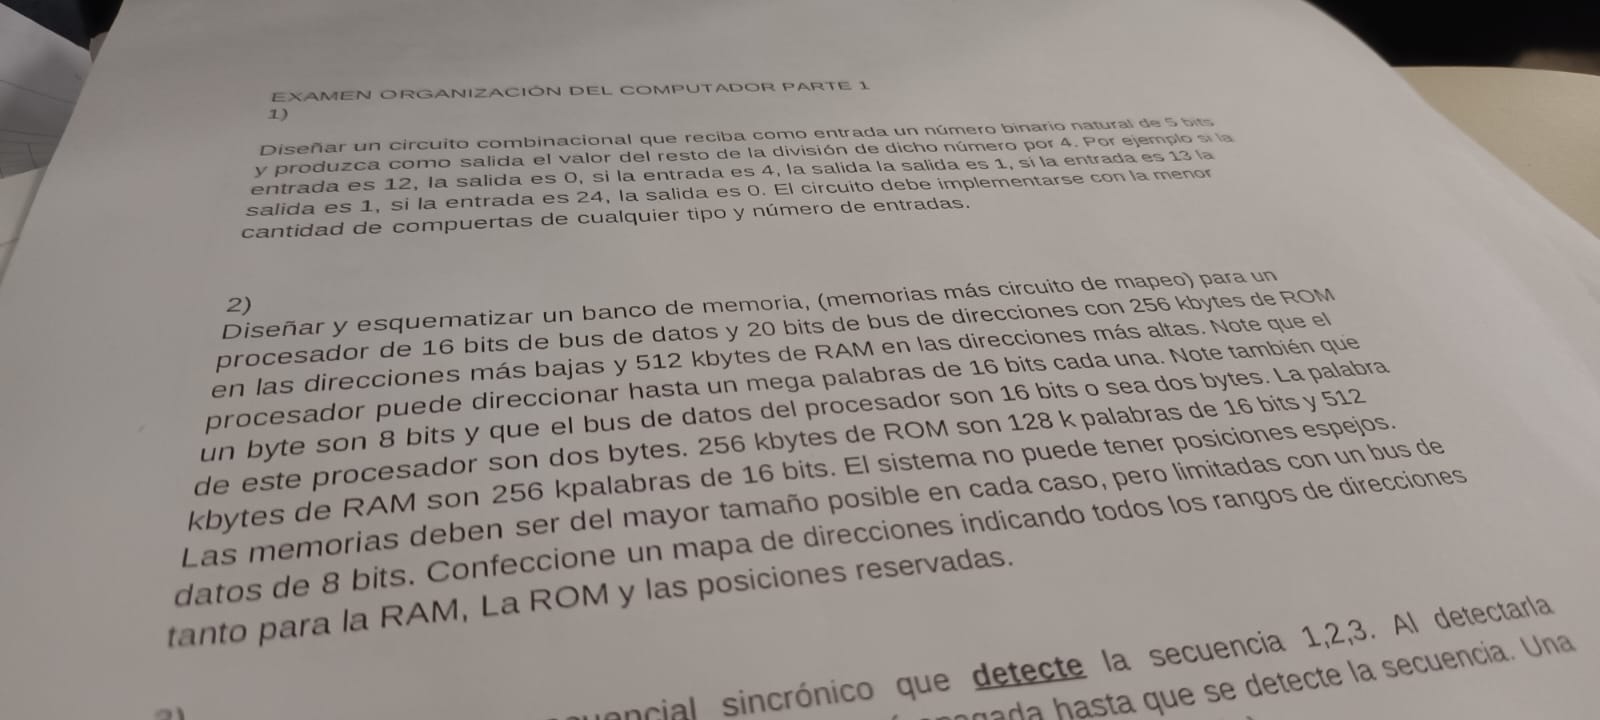 EXAMEN ORGANIZACIÓN DEL COMPUTADOR PARTE 1
1)
Diseñar un circuito combinacional que reciba como entrada un número binario natural de 5 bits
y produzca como salida el valor del resto de la división de dicho número por 4. Por ejemplo si la
entrada es 12, la salida es 0, si la entrada es 4, la salida la salida es 1, si la entrada es 13 la
salida es 1, si la entrada es 24, la salida es 0. El circuito debe implementarse con la menor
cantidad de compuertas de cualquier tipo y número de entradas.
2)
Diseñar y esquematizar un banco de memoria, (memorias más circuito de mapeo) para un
procesador de 16 bits de bus de datos y 20 bits de bus de direcciones con 256 kbytes de ROM
en las direcciones más bajas y 512 kbytes de RAM en las direcciones más altas. Note que el
procesador puede direccionar hasta un mega palabras de 16 bits cada una. Note también que
un byte son 8 bits y que el bus de datos del procesador son 16 bits o sea dos bytes. La palabra
de este procesador son dos bytes. 256 kbytes de ROM son 128 k palabras de 16 bits y 512
kbytes de RAM son 256 kpalabras de 16 bits. El sistema no puede tener posiciones espejos.
Las memorias deben ser del mayor tamaño posible en cada caso, pero limitadas con un bus de
datos de 8 bits. Confeccione un mapa de direcciones indicando todos los rangos de direcciones
tanto para la RAM, La ROM y las posiciones reservadas.
sincrónico que detecte la secuencia 1,2,3. Al detectarla
hasta que se detecte la secuencia. Una